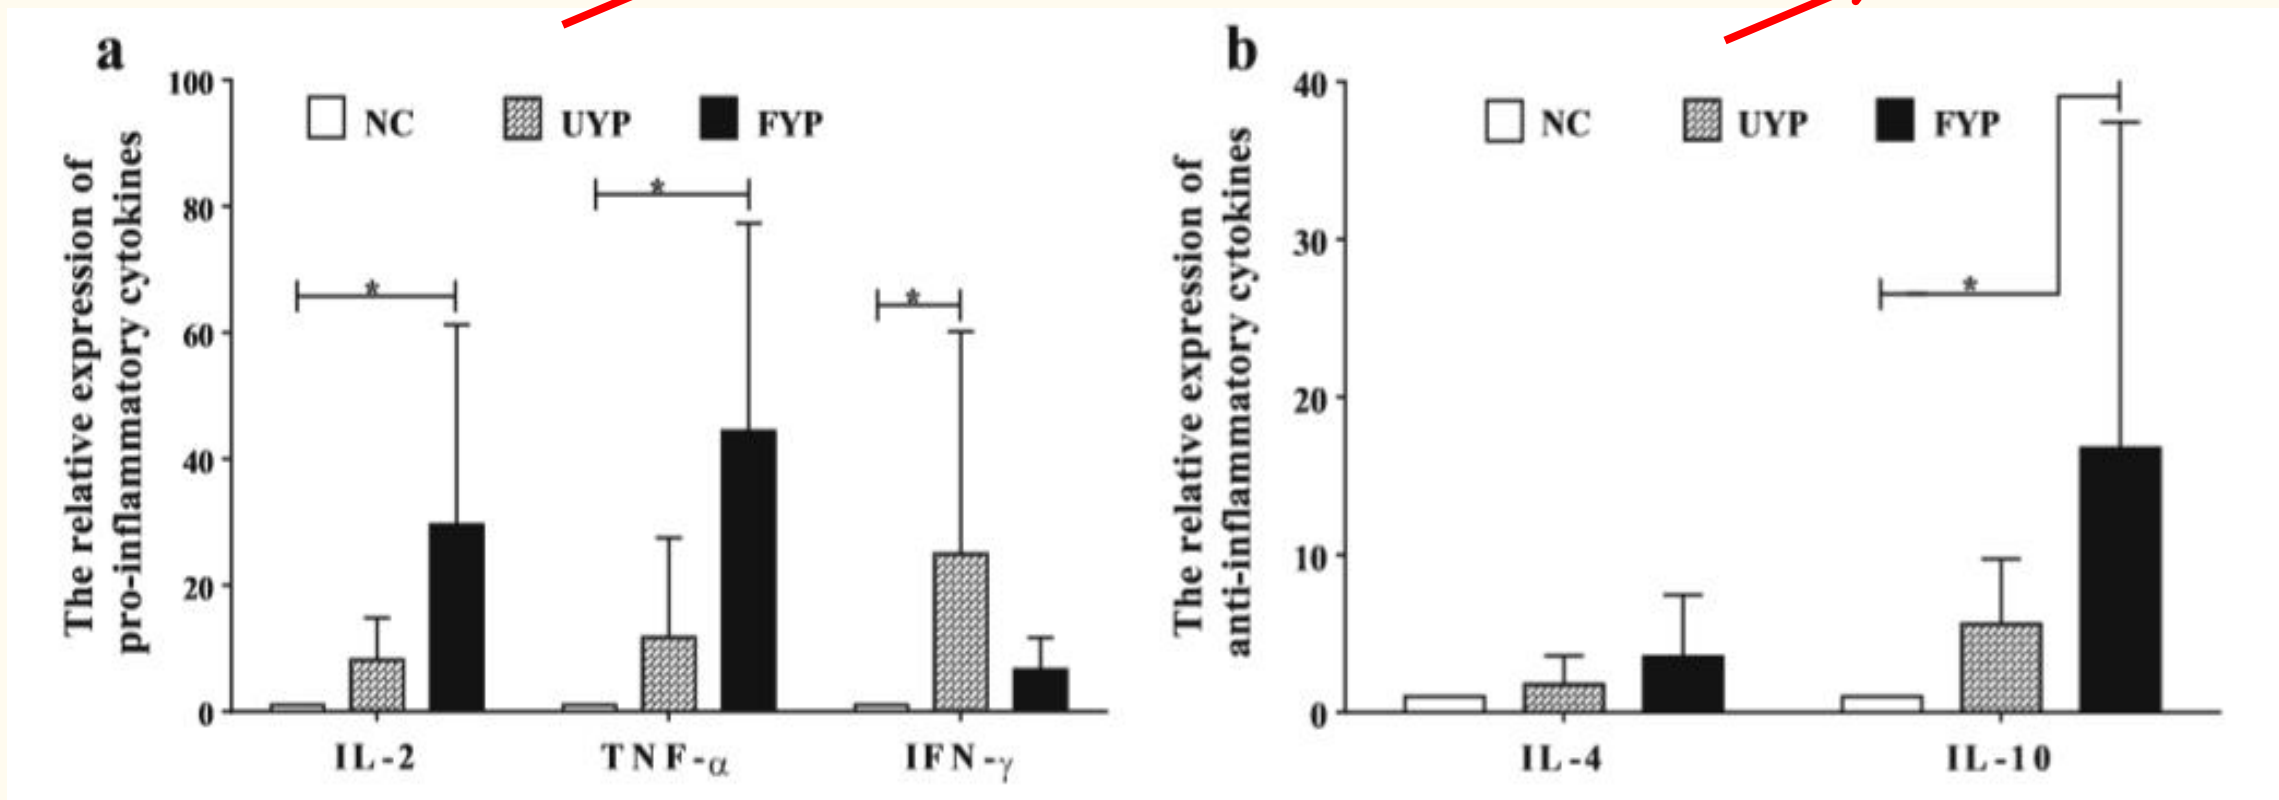 a
The relative expression of
pro-inflammatory cytokines
100
80
60
40
20
0
NC
UYP
FYP
*
*
*
IL-2
TNF-α
IFN-γ
b
The relative expression of
anti-inflammatory cytokines
40
30
20
10
0
NC
UYP
FYP
*
IL-4
IL-10